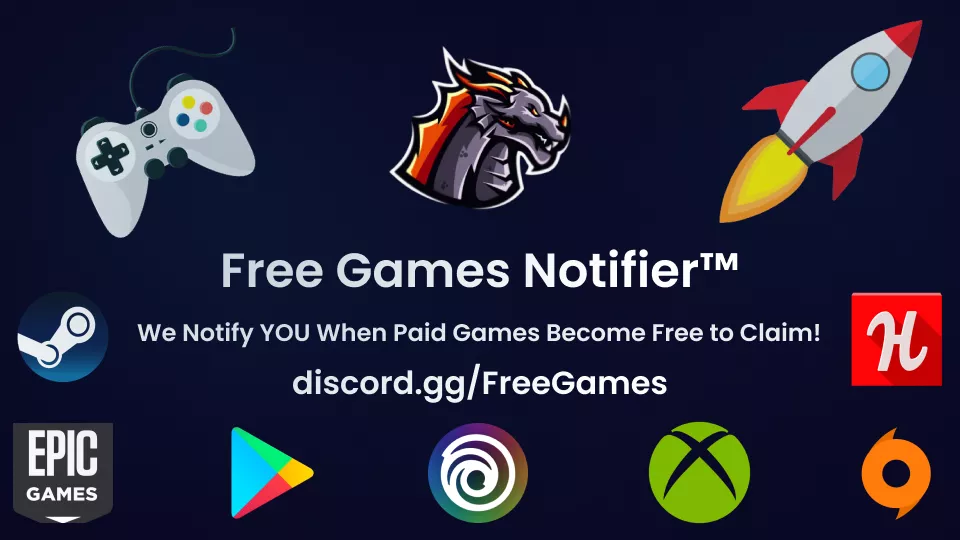 Free Games Notifier™
We Notify YOU When Paid Games Become Free to Claim!
discord.gg/FreeGames
H
EPIC
GAMES